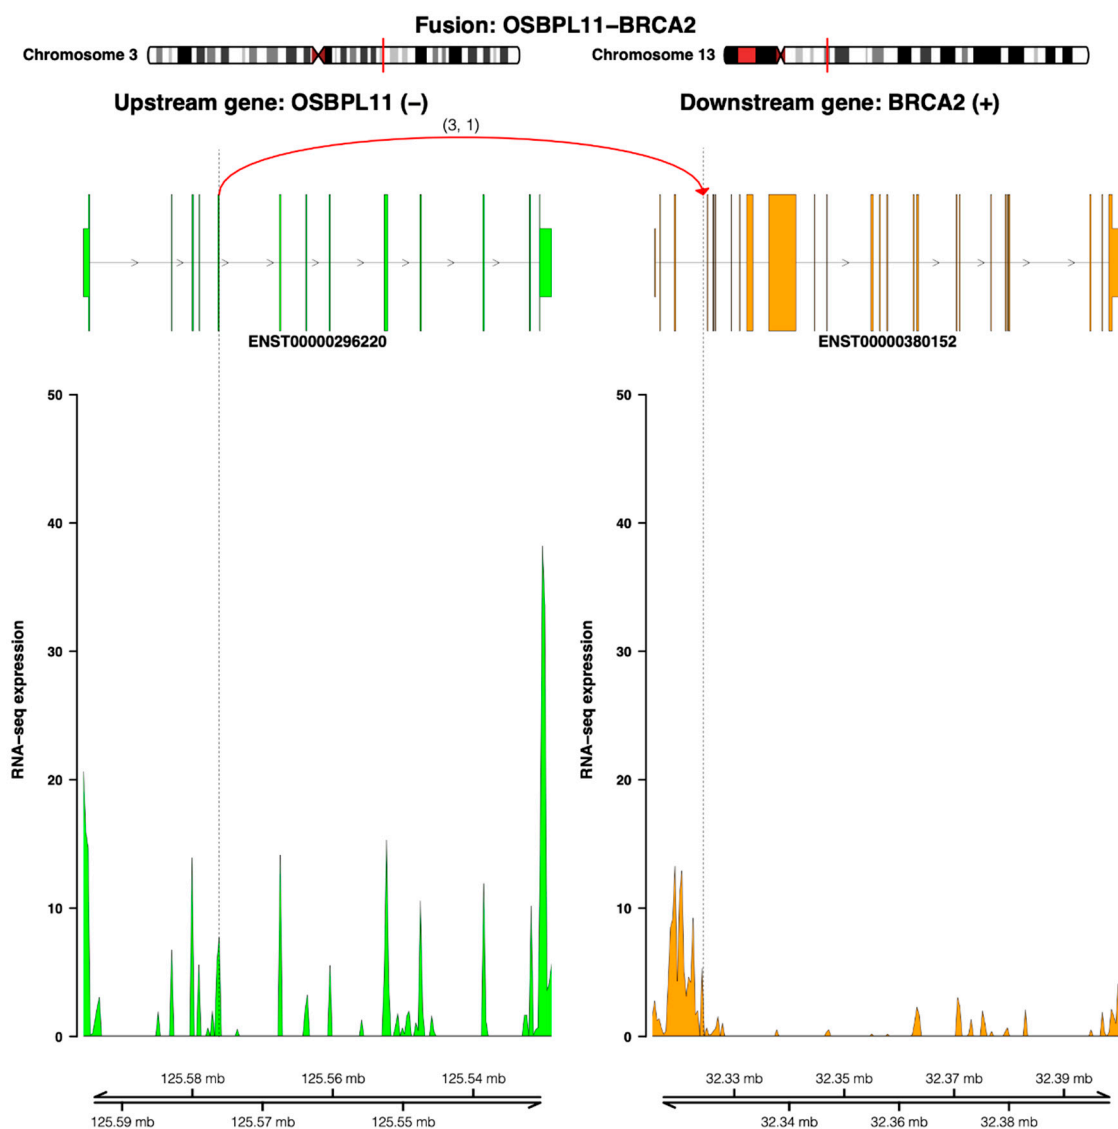 Fusion: OSBPL11–BRCA2
Chromosome 3
Chromosome 13
Upstream gene: OSBPL11 (–)
Downstream gene: BRCA2 (+)
(3, 1)
ENST00000296220
ENST00000380152
50
40
30
20
10
0
RNA–seq expression
50
40
30
20
10
0
RNA–seq expression
125.58 mb 125.56 mb 125.54 mb
125.59 mb 125.57 mb 125.55 mb
32.33 mb 32.35 mb 32.37 mb 32.39 mb
32.34 mb 32.36 mb 32.38 mb